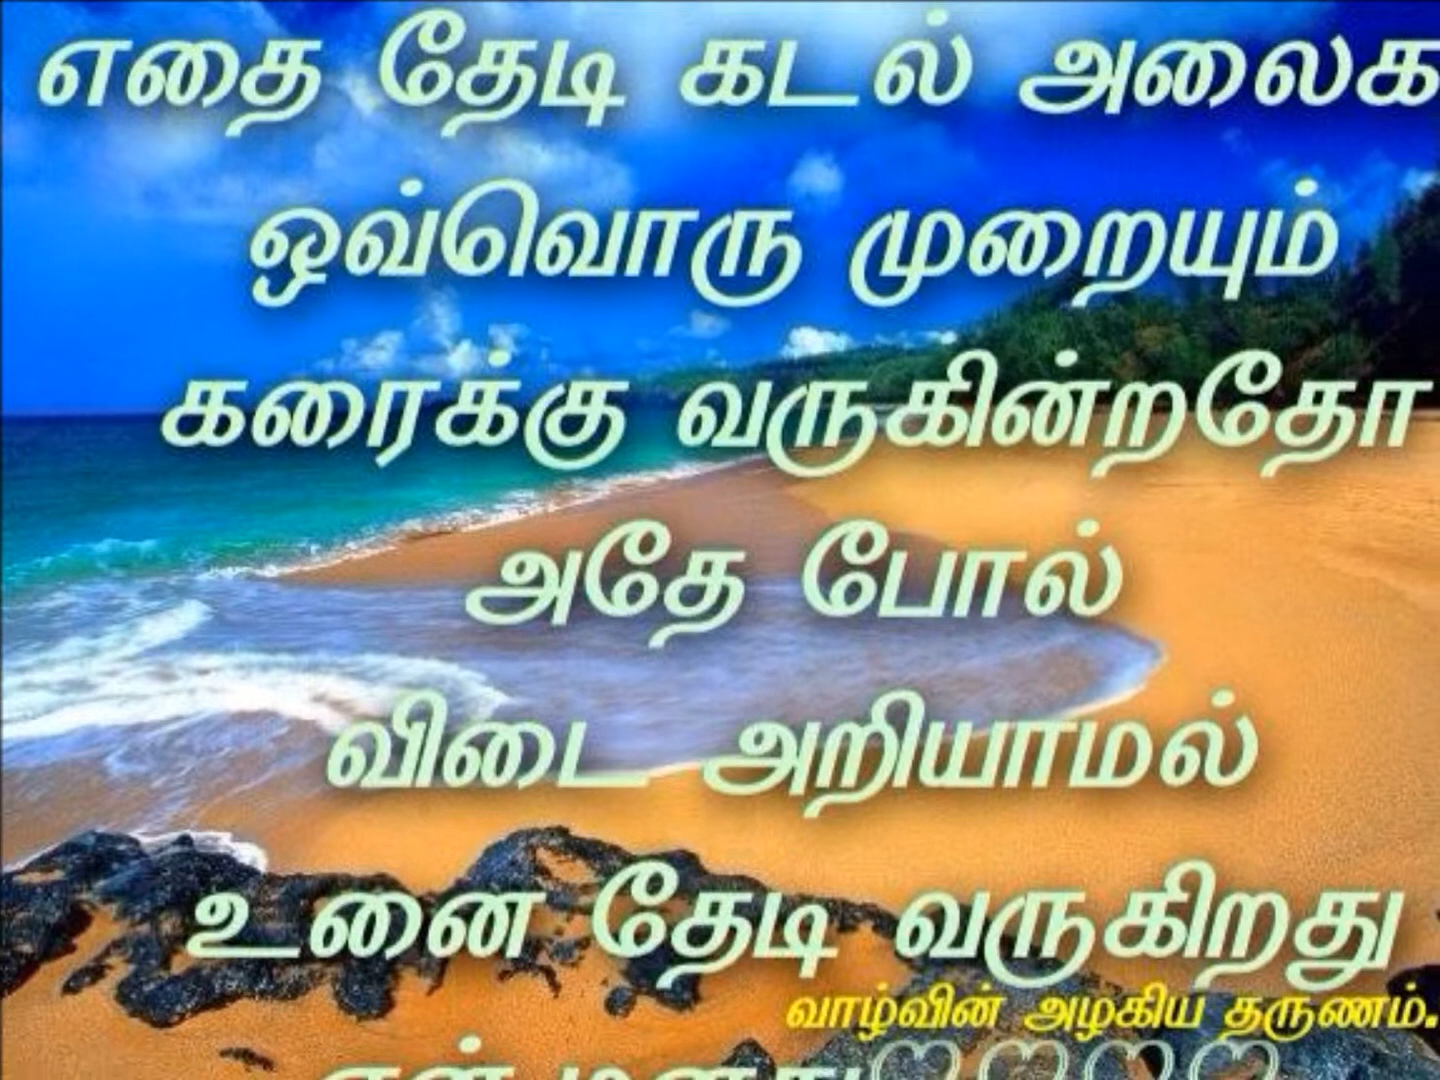 எதை தேடி கடல் அலைக
ஒவ்வொரு முறையும்
கரைக்கு வருகின்றதோ
அதே போல்
விடை அறியாமல்
உனை தேடி வருகிறது
வாழ்வின் அழகிய தருணம்.